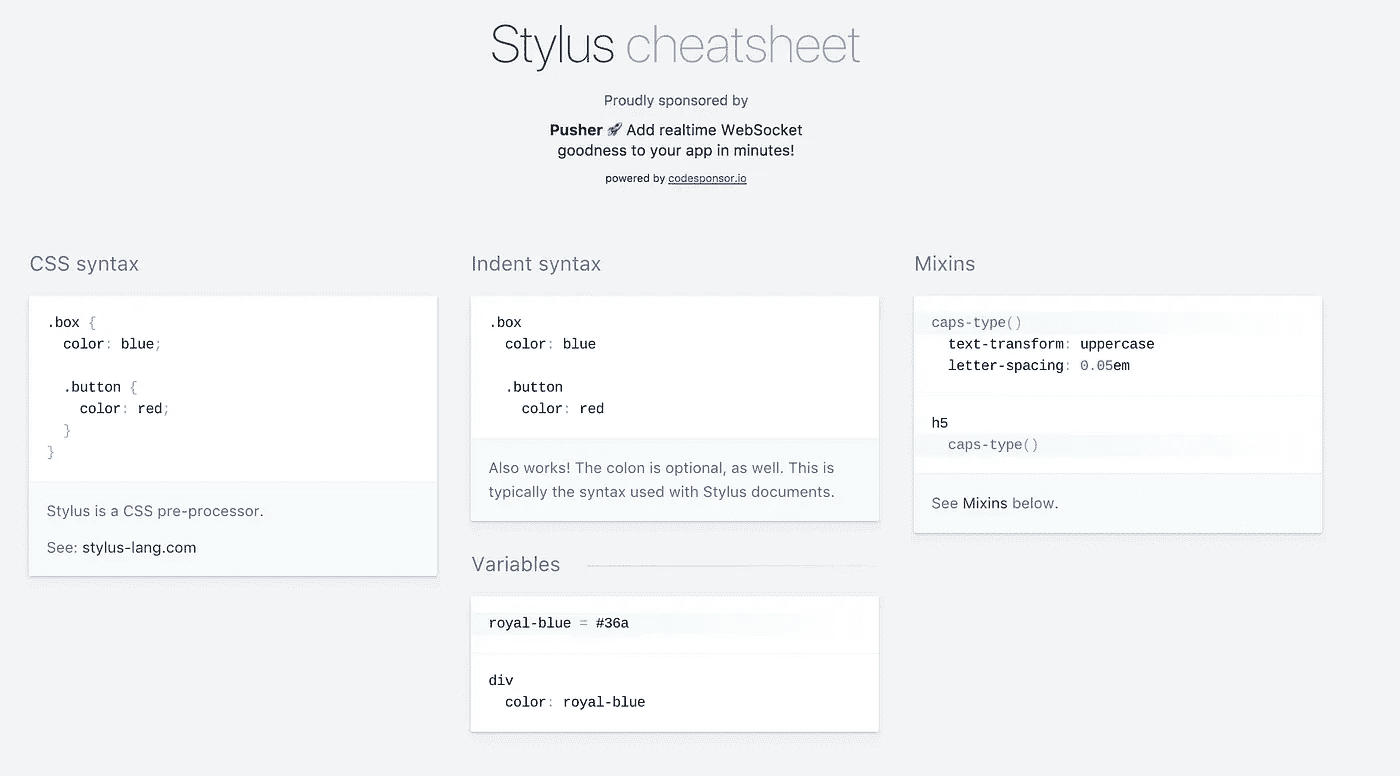 Stylus cheatsheet
Proudly sponsored by
Pusher 🚀 Add realtime WebSocket
goodness to your app in minutes!
powered by codesponsor.io
CSS syntax
.box {
  color: blue;
  .button {
    color: red;
  }
}
Stylus is a CSS pre-processor.
See: stylus-lang.com
Indent syntax
.box
  color: blue
  .button
    color: red
Also works! The colon is optional, as well. This is
typically the syntax used with Stylus documents.
Variables
royal-blue = #36a
div
  color: royal-blue
Mixins
caps-type()
  text-transform: uppercase
  letter-spacing: 0.05em
h5
  caps-type()
See Mixins below.